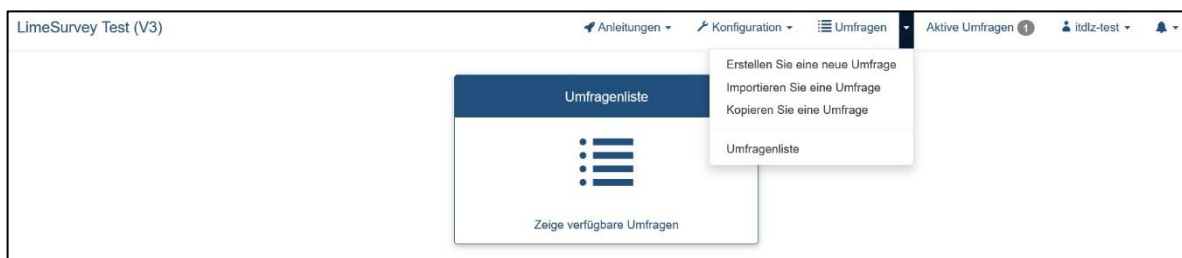 LimeSurvey Test (V3) Anleitungen Konfiguration Umfragen Aktive Umfragen 1 itdlz-test
Erstellen Sie eine neue Umfrage
Importieren Sie eine Umfrage
Kopieren Sie eine Umfrage
Umfragenliste
Umfragenliste
Zeige verfügbare Umfragen